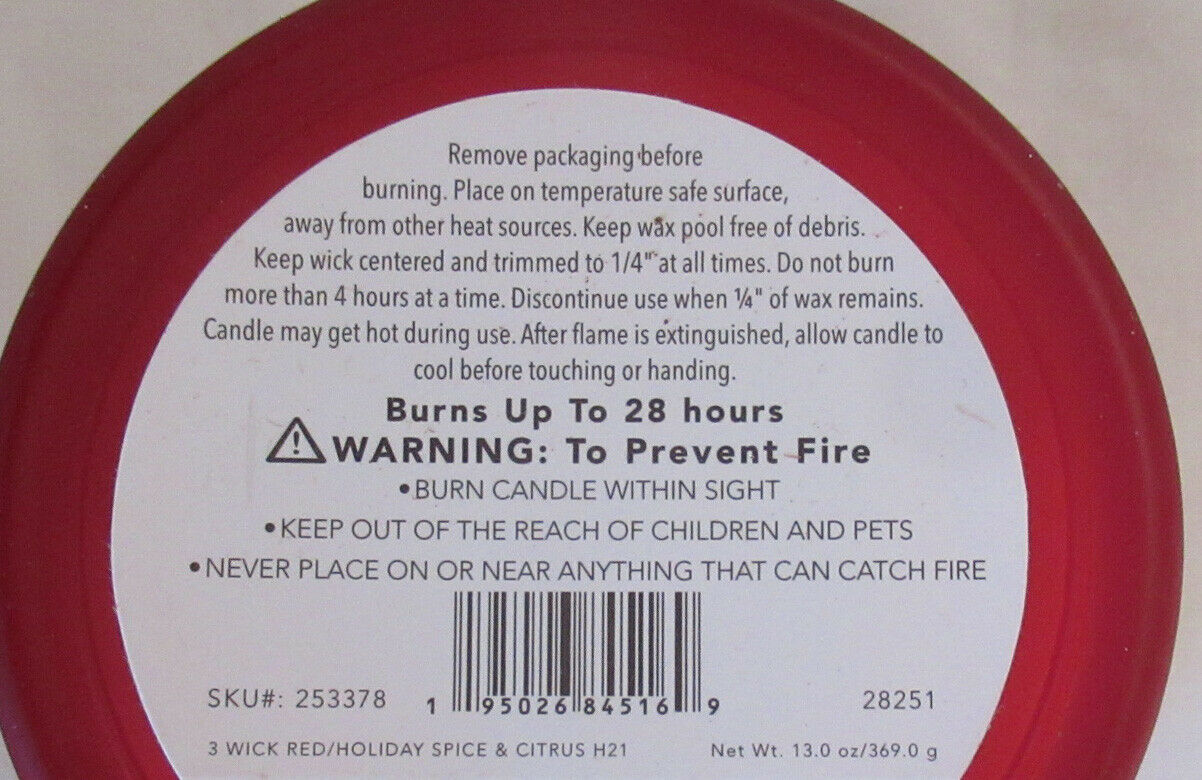 Remove packaging before
burning. Place on temperature safe surface,
away from other heat sources. Keep wax pool free of debris.
Keep wick centered and trimmed to 1/4" at all times. Do not burn
more than 4 hours at a time. Discontinue use when ¼" of wax remains.
Candle may get hot during use. After flame is extinguished, allow candle to
cool before touching or handing.
Burns Up To 28 hours
⚠WARNING: To Prevent Fire
•BURN CANDLE WITHIN SIGHT
•KEEP OUT OF THE REACH OF CHILDREN AND PETS
•NEVER PLACE ON OR NEAR ANYTHING THAT CAN CATCH FIRE
SKU#: 253378 1 95026 84516 9 28251
3 WICK RED/HOLIDAY SPICE & CITRUS H21 Net Wt. 13.0 oz/369.0 g